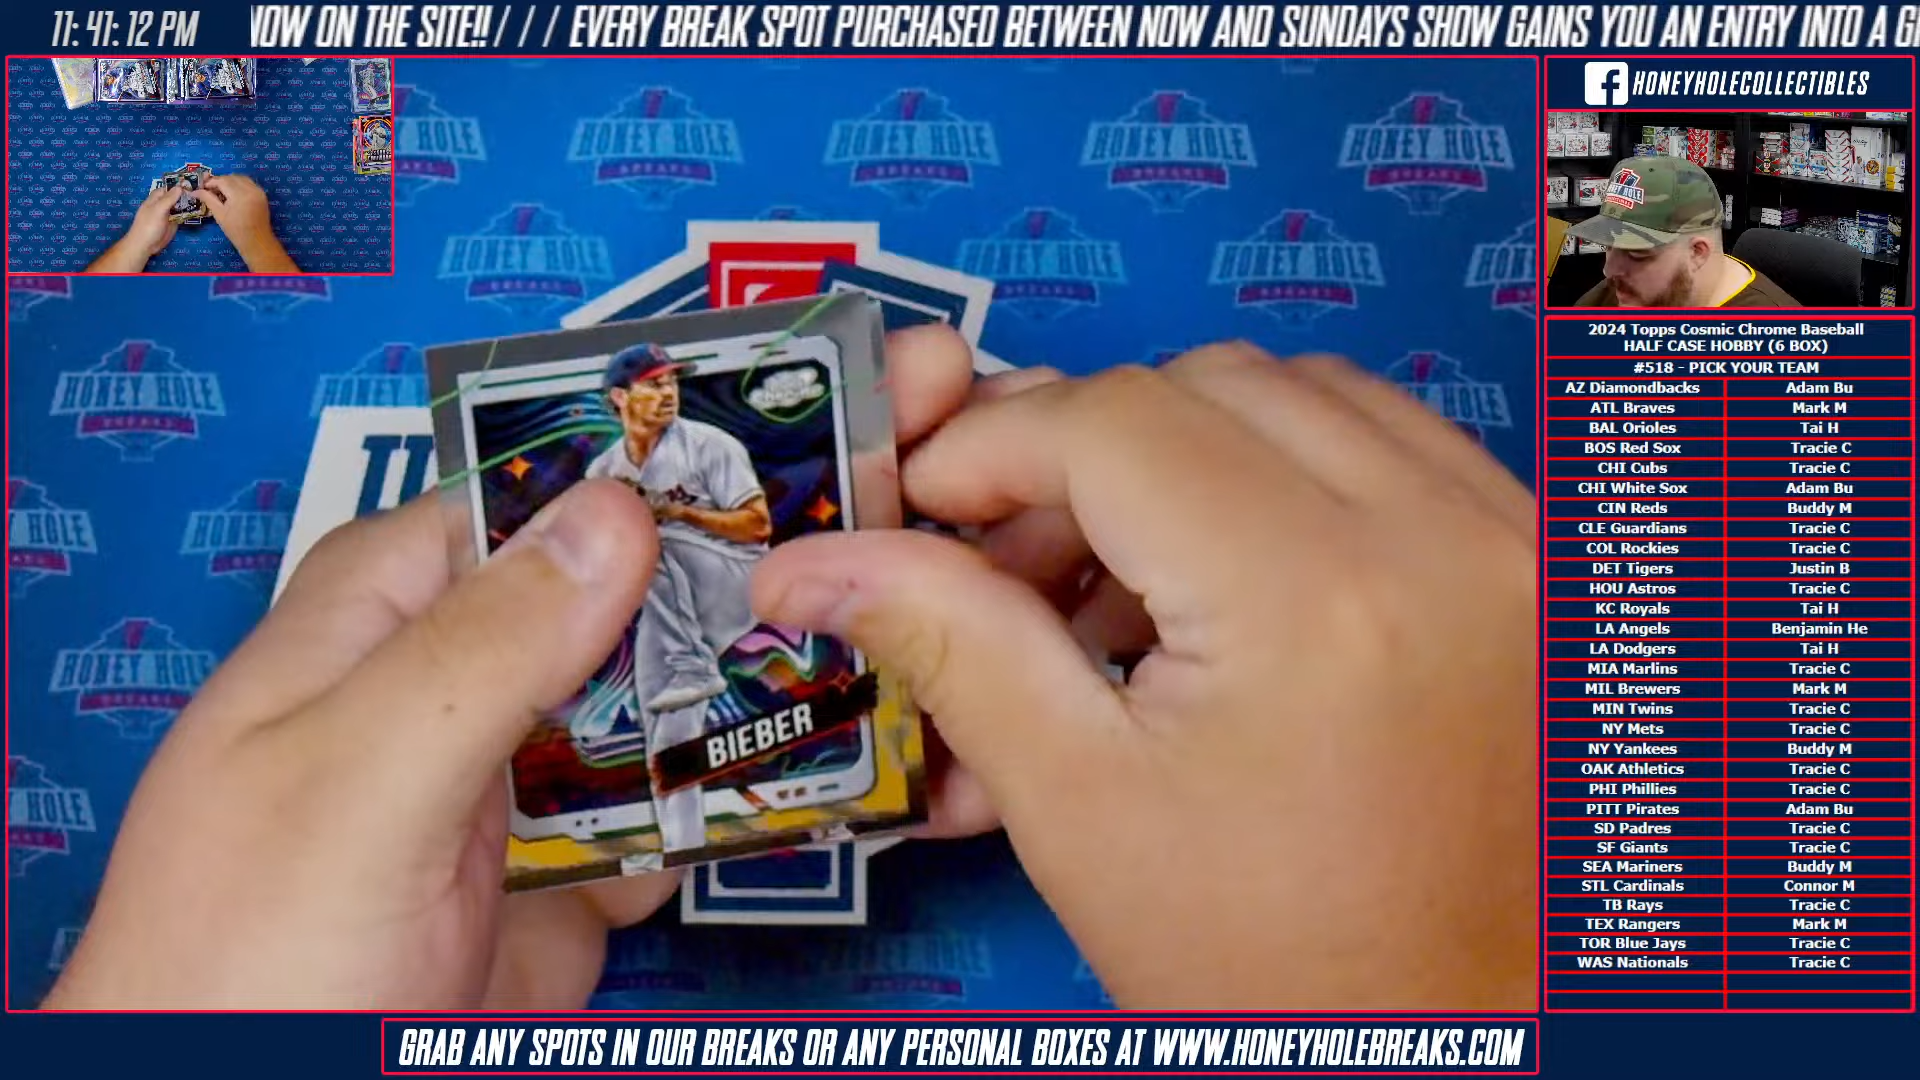 11:41:12 PM
NOW ON THE SITE!! / / / EVERY BREAK SPOT PURCHASED BETWEEN NOW AND SUNDAYS SHOW GAINS YOU AN ENTRY INTO A
HONEYHOLECOLLECTIBLES
HONEY HOLE
BREAKS
BIEBER
2024 Topps Cosmic Chrome Baseball
HALF CASE HOBBY (6 BOX)
#518 - PICK YOUR TEAM
AZ Diamondbacks Adam Bu
ATL Braves Mark M
BAL Orioles Tai H
BOS Red Sox Tracie C
CHI Cubs Tracie C
CHI White Sox Adam Bu
CIN Reds Buddy M
CLE Guardians Tracie C
COL Rockies Tracie C
DET Tigers Justin B
HOU Astros Tracie C
KC Royals Tai H
LA Angels Benjamin He
LA Dodgers Tai H
MIA Marlins Tracie C
MIL Brewers Mark M
MIN Twins Tracie C
NY Mets Tracie C
NY Yankees Buddy M
OAK Athletics Tracie C
PHI Phillies Tracie C
PITT Pirates Adam Bu
SD Padres Tracie C
SF Giants Tracie C
SEA Mariners Buddy M
STL Cardinals Connor M
TB Rays Tracie C
TEX Rangers Mark M
TOR Blue Jays Tracie C
WAS Nationals Tracie C
GRAB ANY SPOTS IN OUR BREAKS OR ANY PERSONAL BOXES AT WWW.HONEYHOLEBREAKS.COM